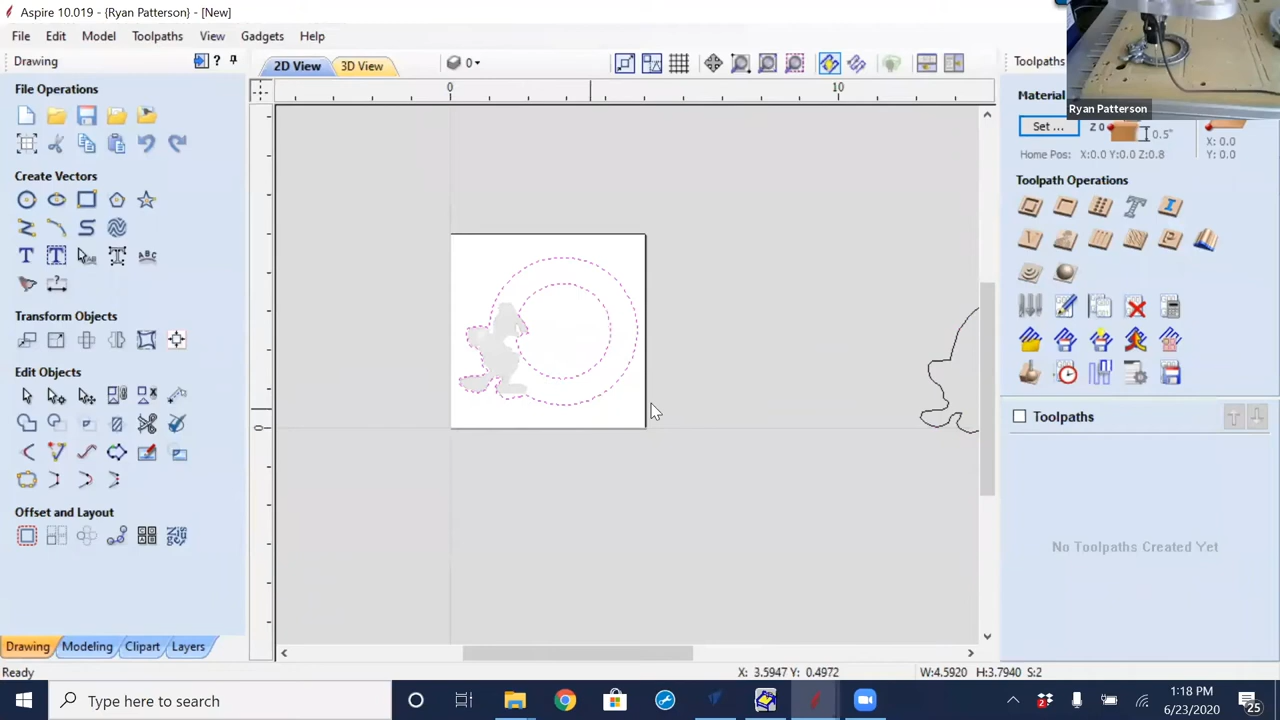 Aspire 10.019 - {Ryan Patterson} - [New]
File Edit Model Toolpaths View Gadgets Help
Drawing ?
2D View 3D View 0
Toolpaths
Ryan Patterson
File Operations
0 10
Material
Set ... Z 0 0.5" X: 0.0
Y: 0.0
Home Pos: X:0.0 Y:0.0 Z:0.8
Create Vectors
Toolpath Operations
ABC
Transform Objects
Edit Objects
Toolpaths
0
Offset and Layout
No Toolpaths Created Yet
Drawing Modeling Clipart Layers
Ready X: 3.5947 Y: 0.4972 W:4.5920 H:3.7940 S:2
Type here to search
1:18 PM
6/23/2020
25